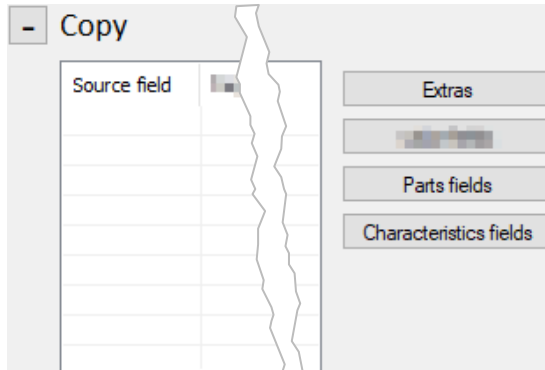 - Copy
Source field
Extras
Parts fields
Characteristics fields